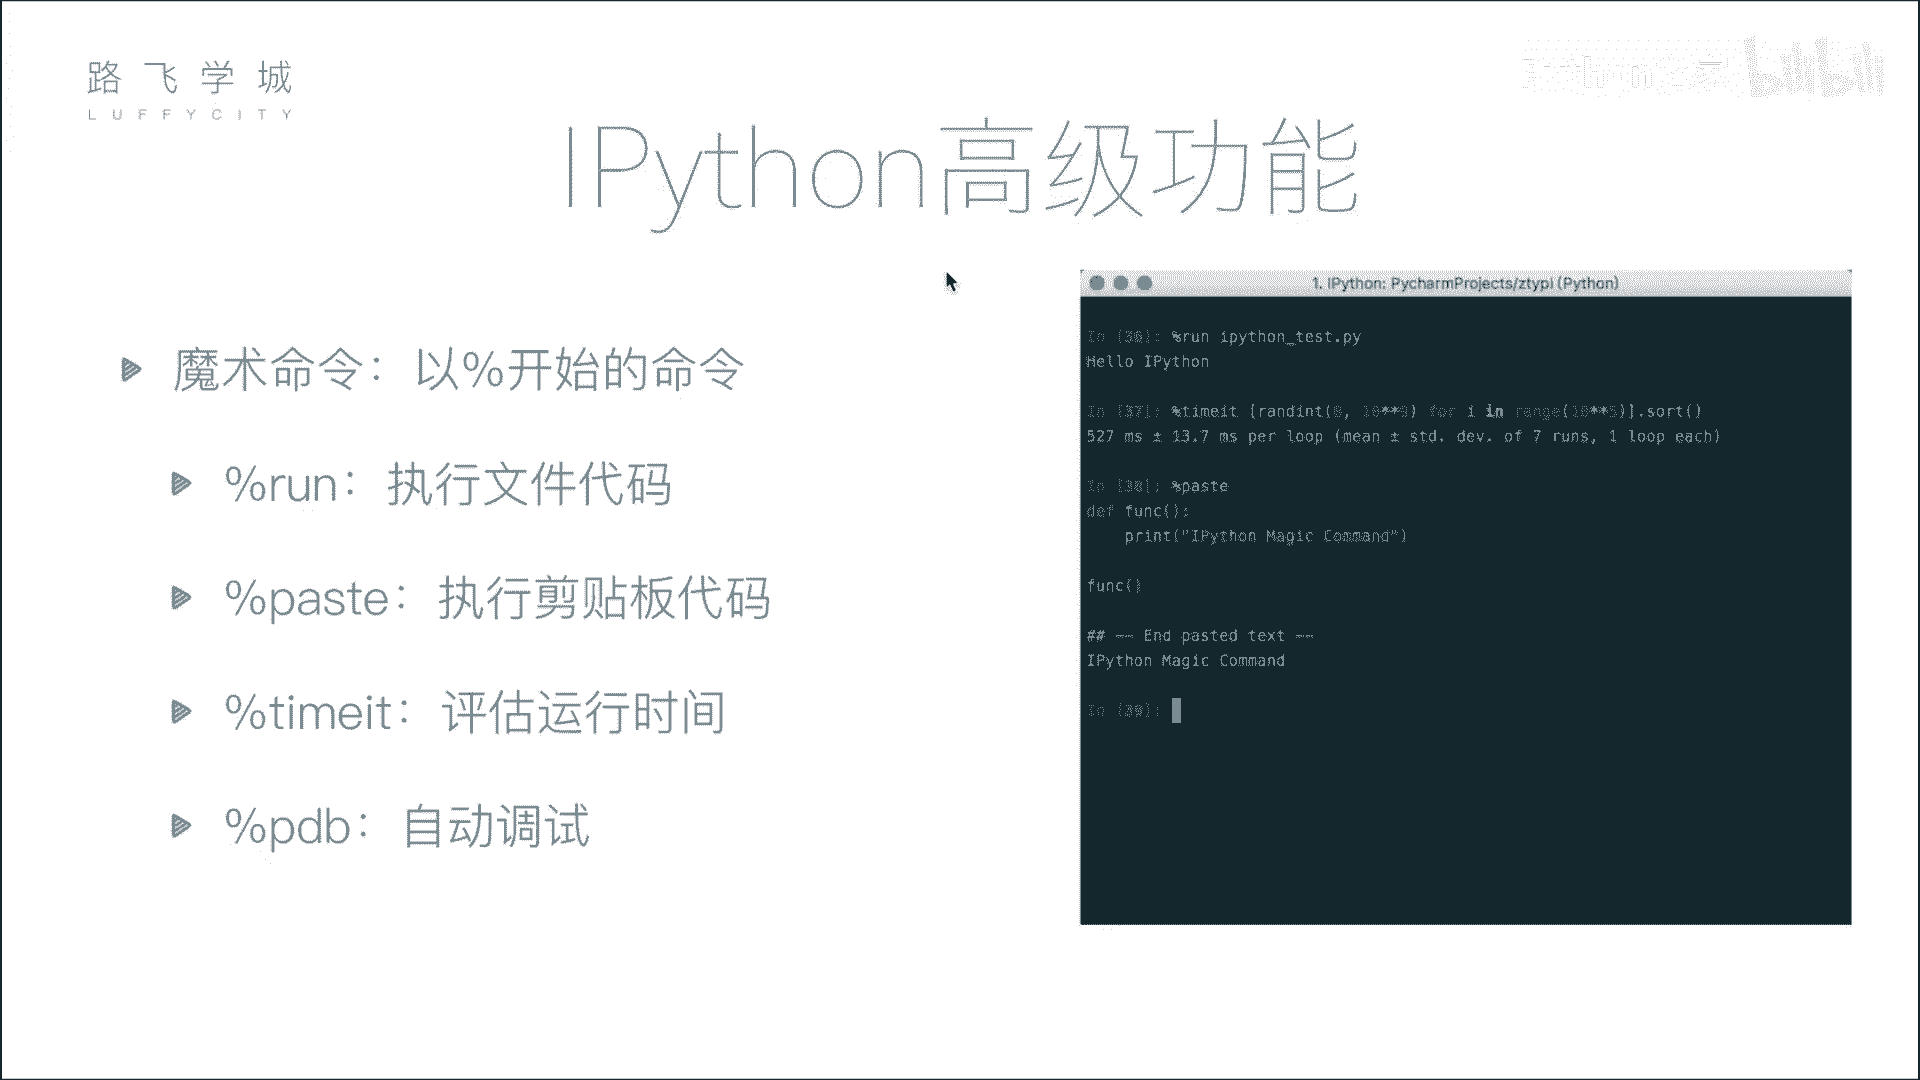 路飞学城
LUFFYCITY
bilibili
IPython高级功能
魔术命令：以%开始的命令
%run：执行文件代码
%paste：执行剪贴板代码
%timeit：评估运行时间
%pdb：自动调试
1. IPython: PycharmProjects/ztypi (Python)
In [36]: %run ipython_test.py
Hello IPython
In [37]: %timeit [randint(0, 10**9) for i in range(10**5)].sort()
527 ms ± 13.7 ms per loop (mean ± std. dev. of 7 runs, 1 loop each)
In [38]: %paste
def func():
    print("IPython Magic Command")
func()
## -- End pasted text --
IPython Magic Command
In [39]: